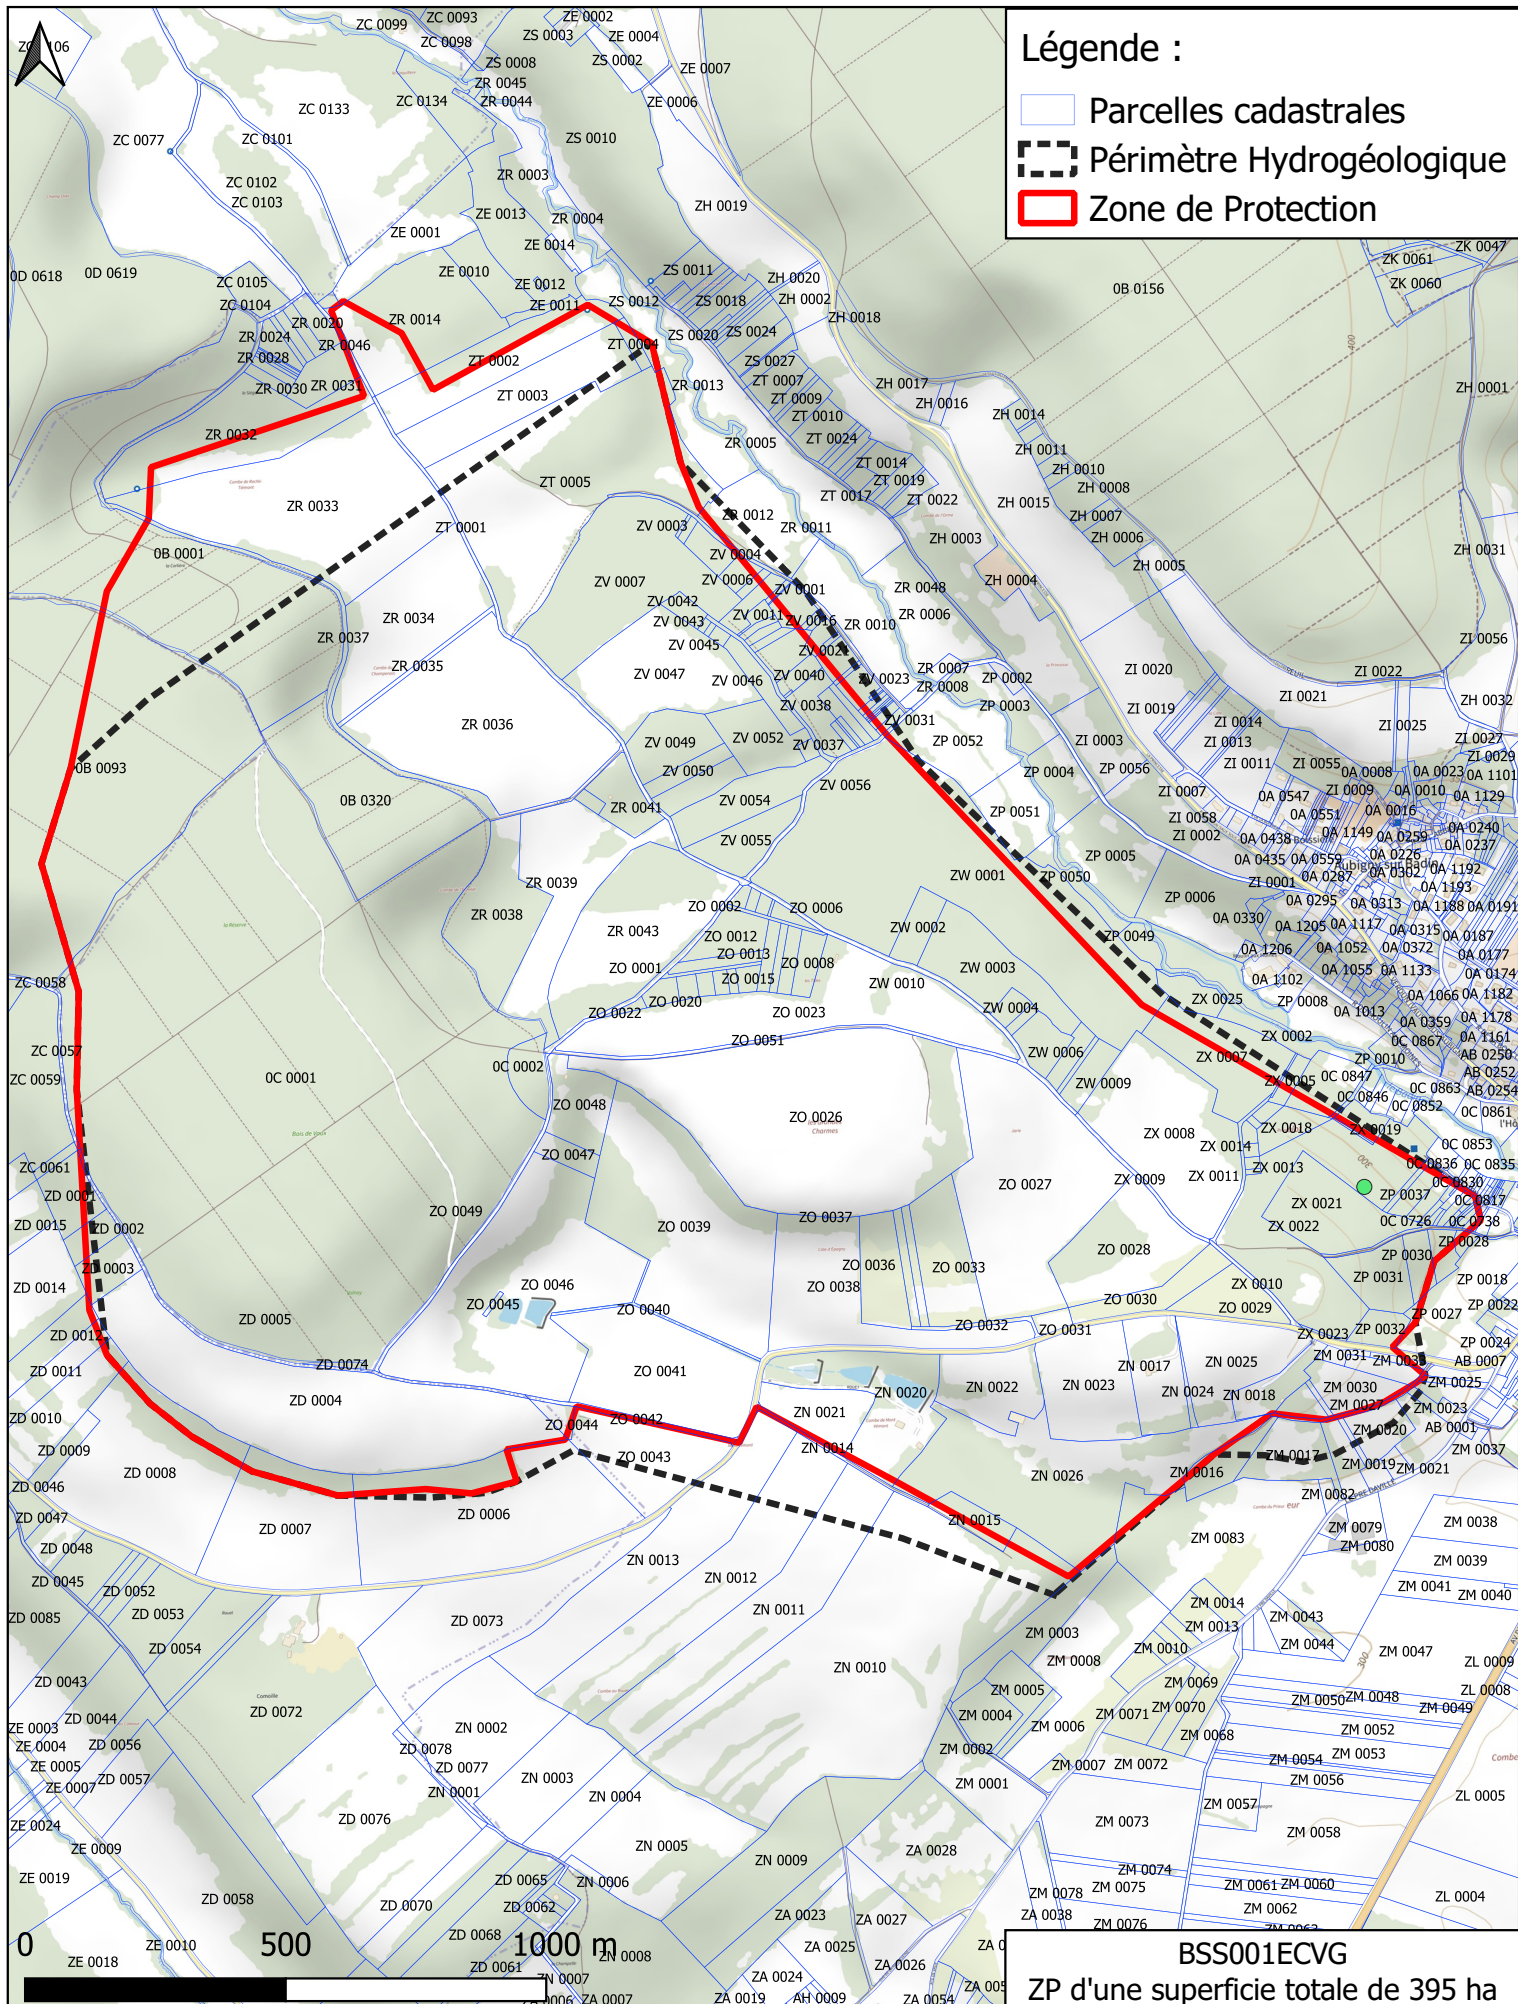 Légende :
Parcelles cadastrales
Périmètre Hydrogéologique
Zone de Protection
ZC 0099
ZC 0093
ZC 0098
ZE 0002
ZS 0003
ZE 0004
ZS 0002
ZE 0007
ZS 0008
ZR 0045
ZR 0044
ZE 0006
ZC 0134
ZC 0133
ZC 0077
ZC 0101
ZS 0010
ZC 0102
ZC 0103
ZR 0003
ZE 0013
ZR 0004
ZH 0019
ZE 0001
ZE 0014
ZK 0047
ZK 0061
ZK 0060
0D 0618
0D 0619
ZC 0105
ZC 0104
ZE 0010
ZE 0012
ZE 0011
ZS 0011
ZS 0012
ZS 0018
ZH 0020
ZH 0002
ZH 0018
0B 0156
ZR 0020
ZR 0014
ZR 0024
ZR 0046
ZR 0028
ZR 0030
ZR 0031
ZT 0002
ZT 0003
ZT 0004
ZS 0020
ZS 0024
ZS 0027
ZT 0007
ZR 0013
ZT 0009
ZT 0010
ZT 0024
ZH 0017
ZH 0016
ZH 0014
ZH 0001
ZR 0032
ZR 0005
ZT 0014
ZT 0019
ZT 0017
ZT 0022
ZH 0011
ZH 0010
ZH 0008
ZH 0015
ZH 0007
ZH 0006
ZR 0033
ZT 0005
ZT 0001
ZV 0003
ZR 0012
ZR 0011
ZH 0003
ZH 0005
ZH 0031
0B 0001
ZV 0004
ZV 0006
ZV 0007
ZV 0001
ZR 0048
ZH 0004
ZR 0034
ZR 0037
ZR 0035
ZR 0036
ZV 0042
ZV 0043
ZV 0011
ZV 0016
ZR 0010
ZR 0006
ZI 0056
ZV 0045
ZV 0047
ZV 0046
ZV 0021
ZV 0040
ZV 0023
ZR 0007
ZR 0008
ZP 0002
ZI 0020
ZI 0022
ZI 0021
ZH 0032
ZV 0038
ZV 0031
ZP 0003
ZI 0019
ZI 0014
ZI 0025
ZV 0049
ZV 0052
ZV 0037
ZP 0052
ZI 0003
ZI 0013
ZI 0027
ZI 0029
0B 0093
0B 0320
ZV 0050
ZV 0054
ZV 0056
ZV 0055
ZR 0041
ZP 0004
ZP 0056
ZI 0011
ZI 0055
0A 0008
0A 0023
0A 1101
ZI 0007
ZI 0009
0A 0010
0A 1129
0A 0547
0A 0551
0A 0016
ZP 0051
ZI 0058
ZI 0002
0A 0438
0A 1149
0A 0259
0A 0240
0A 0237
ZP 0005
0A 0435
0A 0559
0A 0226
Aubigny sur Badin
ZR 0039
ZR 0038
ZW 0001
ZP 0050
ZI 0001
0A 0287
0A 0302
0A 1192
0A 1193
ZO 0002
ZO 0006
ZP 0006
0A 0295
0A 0313
0A 1188
0A 0191
ZR 0043
ZO 0012
ZO 0013
ZW 0002
ZP 0049
0A 0330
0A 1205
0A 1117
0A 0315
0A 0187
ZO 0001
ZO 0015
ZO 0008
ZW 0003
0A 1206
0A 1052
0A 0372
0A 0177
ZC 0058
ZO 0020
ZW 0010
ZW 0004
0A 1102
0A 1055
0A 1133
0A 0174
ZO 0022
ZO 0023
ZX 0025
ZP 0008
0A 1013
0A 1066
0A 1182
ZO 0051
ZX 0002
0A 0359
0A 1178
ZC 0057
ZW 0006
ZX 0007
0C 0867
0A 1161
ZC 0059
0C 0001
0C 0002
ZW 0009
ZX 0005
ZP 0010
AB 0250
0C 0847
AB 0252
ZO 0048
ZO 0026
0C 0846
0C 0863
AB 0254
0C 0852
0C 0861
Bois de Vaux
la Réserve
ZO 0047
ZX 0008
ZX 0014
ZX 0018
ZX 0019
0C 0853
ZC 0061
ZD 0001
ZO 0027
ZX 0009
ZX 0011
ZX 0013
0C 0836
0C 0835
0C 0830
ZD 0015
ZD 0002
ZO 0049
ZO 0039
ZO 0037
ZX 0021
ZX 0022
ZP 0037
0C 0817
0C 0726
0C 0738
ZD 0003
ZO 0036
ZO 0033
ZO 0028
ZP 0028
ZP 0030
ZD 0014
ZO 0046
ZO 0038
ZX 0010
ZP 0031
ZP 0018
ZO 0045
ZO 0040
ZO 0030
ZO 0029
ZP 0022
ZD 0005
ZD 0012
ZO 0032
ZO 0031
ZX 0023
ZP 0032
ZP 0027
ZP 0024
ZD 0011
ZD 0074
ZO 0041
ZN 0017
ZN 0025
ZM 0031
ZM 0033
AB 0007
ZD 0004
ZN 0020
ZN 0022
ZN 0023
ZN 0024
ZN 0018
ZM 0030
ZM 0025
ZM 0027
ZD 0010
ZO 0044
ZO 0042
ZN 0021
ZM 0023
ZM 0020
AB 0001
ZD 0009
ZO 0043
ZN 0014
ZM 0017
ZM 0037
ZD 0008
ZN 0026
ZM 0016
ZM 0019
ZM 0021
ZD 0046
ZM 0082
ZD 0047
ZD 0007
ZD 0006
ZN 0015
ZM 0079
ZM 0038
ZD 0048
ZM 0083
ZM 0080
ZN 0013
ZM 0039
ZD 0045
ZD 0052
ZN 0012
ZM 0041
ZM 0040
ZD 0085
ZD 0053
ZD 0073
ZN 0011
ZM 0014
ZM 0013
ZM 0043
ZM 0003
ZD 0054
ZM 0010
ZM 0044
ZM 0047
ZM 0008
ZL 0009
ZD 0043
ZN 0010
ZM 0069
ZM 0005
ZL 0008
ZD 0044
Comoille
ZD 0072
ZM 0004
ZM 0071
ZM 0070
ZM 0050
ZM 0048
ZM 0049
ZE 0003
ZN 0002
ZM 0006
ZM 0068
ZM 0052
ZE 0004
ZD 0056
ZD 0078
ZM 0002
ZM 0053
ZE 0005
ZD 0077
ZM 0007
ZM 0072
ZM 0054
ZE 0007
ZD 0057
ZN 0003
ZM 0001
ZM 0056
ZN 0001
ZN 0004
ZM 0057
ZL 0005
ZE 0024
ZD 0076
ZM 0073
ZM 0058
ZE 0009
ZN 0005
ZN 0009
ZA 0028
ZE 0019
ZD 0065
ZN 0006
ZM 0074
ZM 0078
ZM 0075
ZM 0061
ZM 0060
ZL 0004
ZD 0058
ZD 0070
ZD 0062
ZM 0062
ZA 0023
ZA 0027
ZA 0038
ZM 0076
ZE 0010
ZD 0068
ZA 0025
ZE 0018
ZN 0008
ZA 0026
ZD 0061
ZN 0007
ZA 0024
ZA 0007
ZA 0019
AH 0009
ZA 0054
400
300
300
0
500
1000 m
BSS001ECVG
ZP d'une superficie totale de 395 ha